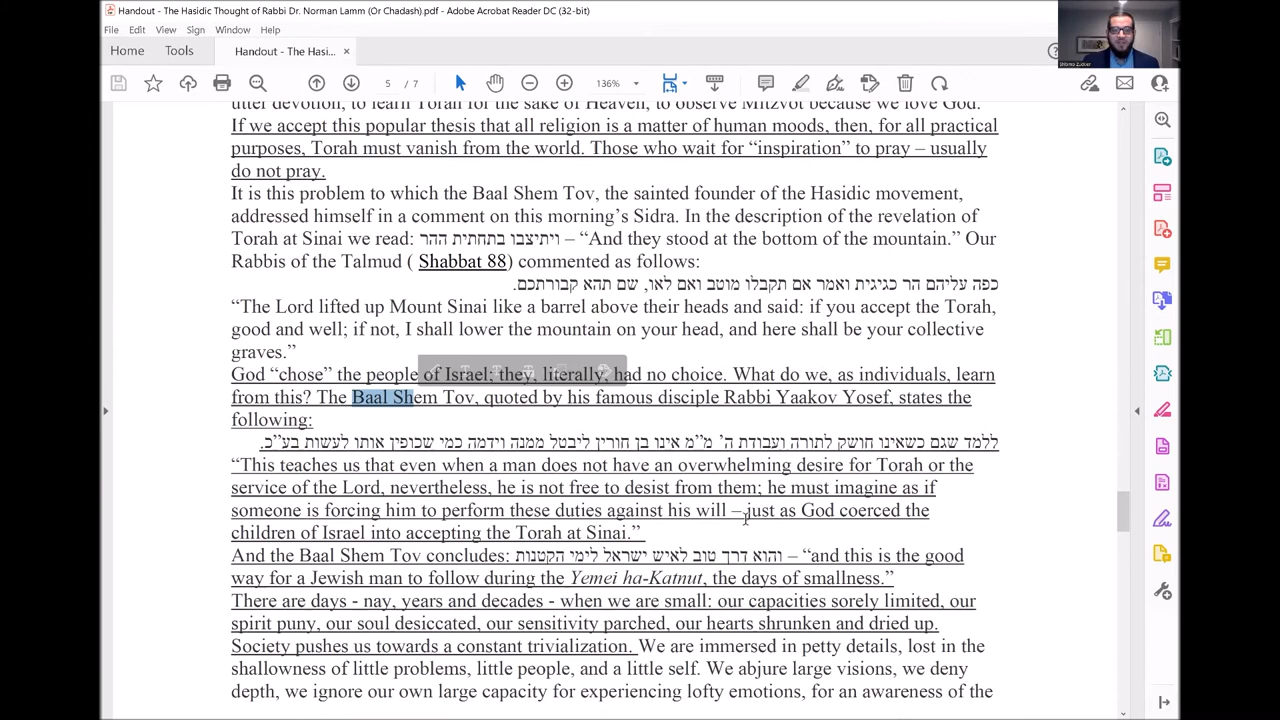 Handout - The Hasidic Thought of Rabbi Dr. Norman Lamm (Or Chadash).pdf - Adobe Acrobat Reader DC (32-bit)
File Edit View Sign Window Help
Home Tools Handout - The Hasi... ×
5 / 7 136%
utter devotion, to learn Torah for the sake of Heaven, to observe Mitzvot because we love God.
If we accept this popular thesis that all religion is a matter of human moods, then, for all practical
purposes, Torah must vanish from the world. Those who wait for “inspiration” to pray – usually
do not pray.
It is this problem to which the Baal Shem Tov, the sainted founder of the Hasidic movement,
addressed himself in a comment on this morning’s Sidra. In the description of the revelation of
Torah at Sinai we read: ויתיצבו בתחתית ההר – “And they stood at the bottom of the mountain.” Our
Rabbis of the Talmud ( Shabbat 88) commented as follows:
כפה עליהם הר כגיגית ואמר אם תקבלו מוטב ואם לאו, שם תהא קבורתכם.
“The Lord lifted up Mount Sinai like a barrel above their heads and said: if you accept the Torah,
good and well; if not, I shall lower the mountain on your head, and here shall be your collective
graves.”
God “chose” the people of Israel; they, literally, had no choice. What do we, as individuals, learn
from this? The Baal Shem Tov, quoted by his famous disciple Rabbi Yaakov Yosef, states the
following:
ללמד שגם כשאינו חושק לתורה ועבודת ה’ מ”מ אינו בן חורין ליבטל ממנה וידמה כמי שכופין אותו לעשות בע”כ.
“This teaches us that even when a man does not have an overwhelming desire for Torah or the
service of the Lord, nevertheless, he is not free to desist from them; he must imagine as if
someone is forcing him to perform these duties against his will – just as God coerced the
children of Israel into accepting the Torah at Sinai.”
And the Baal Shem Tov concludes: והוא דרך טוב לאיש ישראל לימי הקטנות – “and this is the good
way for a Jewish man to follow during the Yemei ha-Katnut, the days of smallness.”
There are days - nay, years and decades - when we are small: our capacities sorely limited, our
spirit puny, our soul desiccated, our sensitivity parched, our hearts shrunken and dried up.
Society pushes us towards a constant trivialization. We are immersed in petty details, lost in the
shallowness of little problems, little people, and a little self. We abjure large visions, we deny
depth, we ignore our own large capacity for experiencing lofty emotions, for an awareness of the